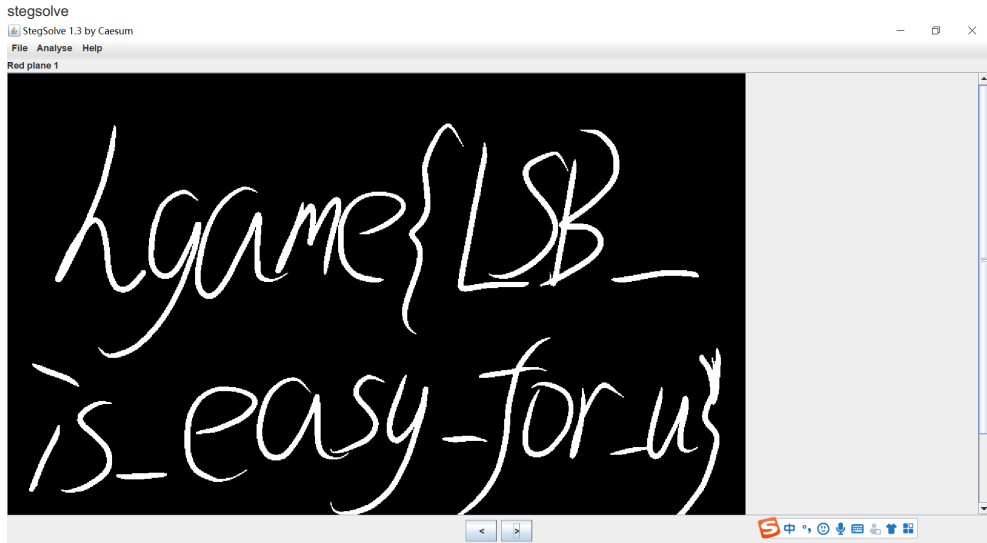 stegsolve
StegSolve 1.3 by Caesum
File Analyse Help
Red plane 1
hgame{LSB_
is_easy_for_u}
< >
中